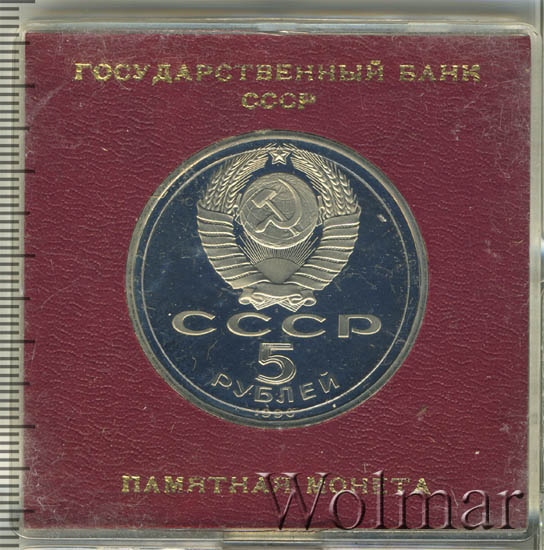 ГОСУДАРСТВЕННЫЙ БАНК
СССР
СССР
5
РУБЛЕЙ
ПАМЯТНАЯ МОНЕТА
Wolmar